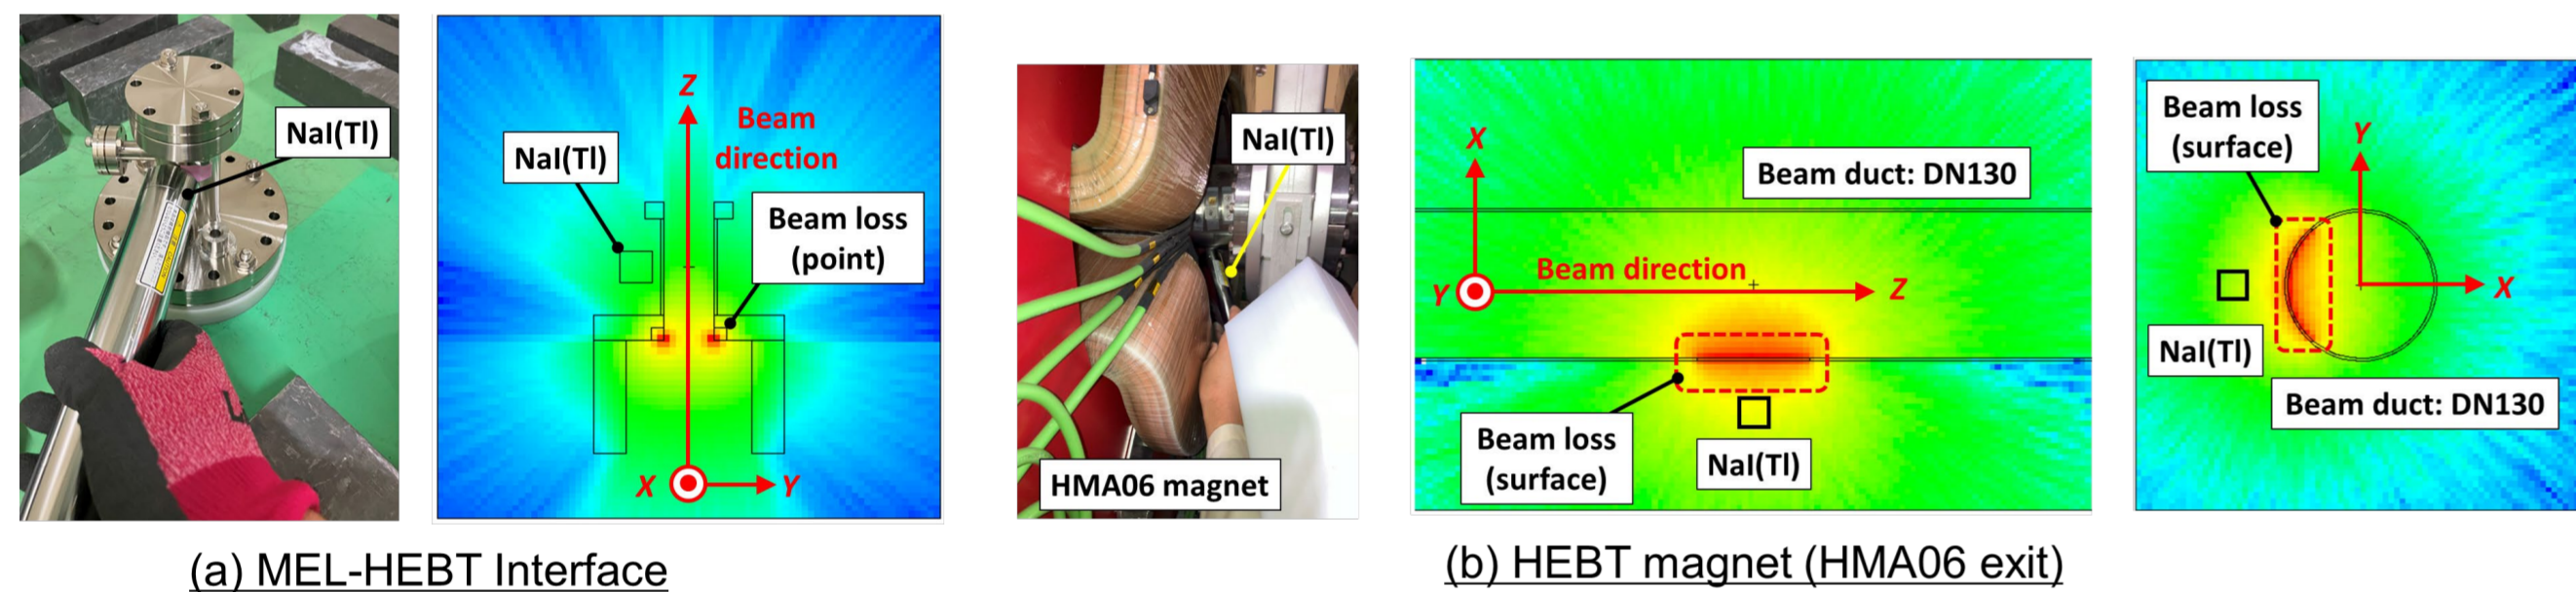 NaI(Tl)
Z
Beam
direction
NaI(Tl)
Beam loss
(point)
X
Y
(a) MEL-HEBT Interface
NaI(Tl)
HMA06 magnet
X
Beam duct: DN130
Beam direction
Y
Z
Beam loss
(surface)
NaI(Tl)
Beam loss
(surface)
Y
X
NaI(Tl)
Beam duct: DN130
(b) HEBT magnet (HMA06 exit)